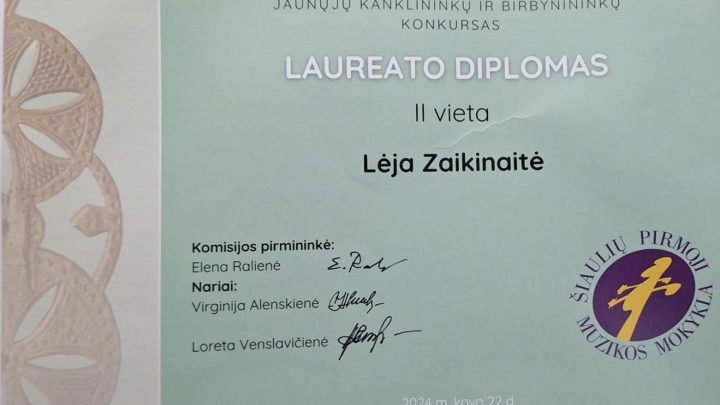 JAUNŲJŲ KANKLININKŲ IR BIRBYNININKŲ
KONKURSAS
LAUREATO DIPLOMAS
II vieta
Lėja Zaikinaitė
Komisijos pirmininkė:
Elena Ralienė
Nariai:
Virginija Alenskienė
Loreta Venslavičienė
ŠIAULIŲ PIRMOJI
MUZIKOS MOKYKLA
2024 m. kovo 22 d.